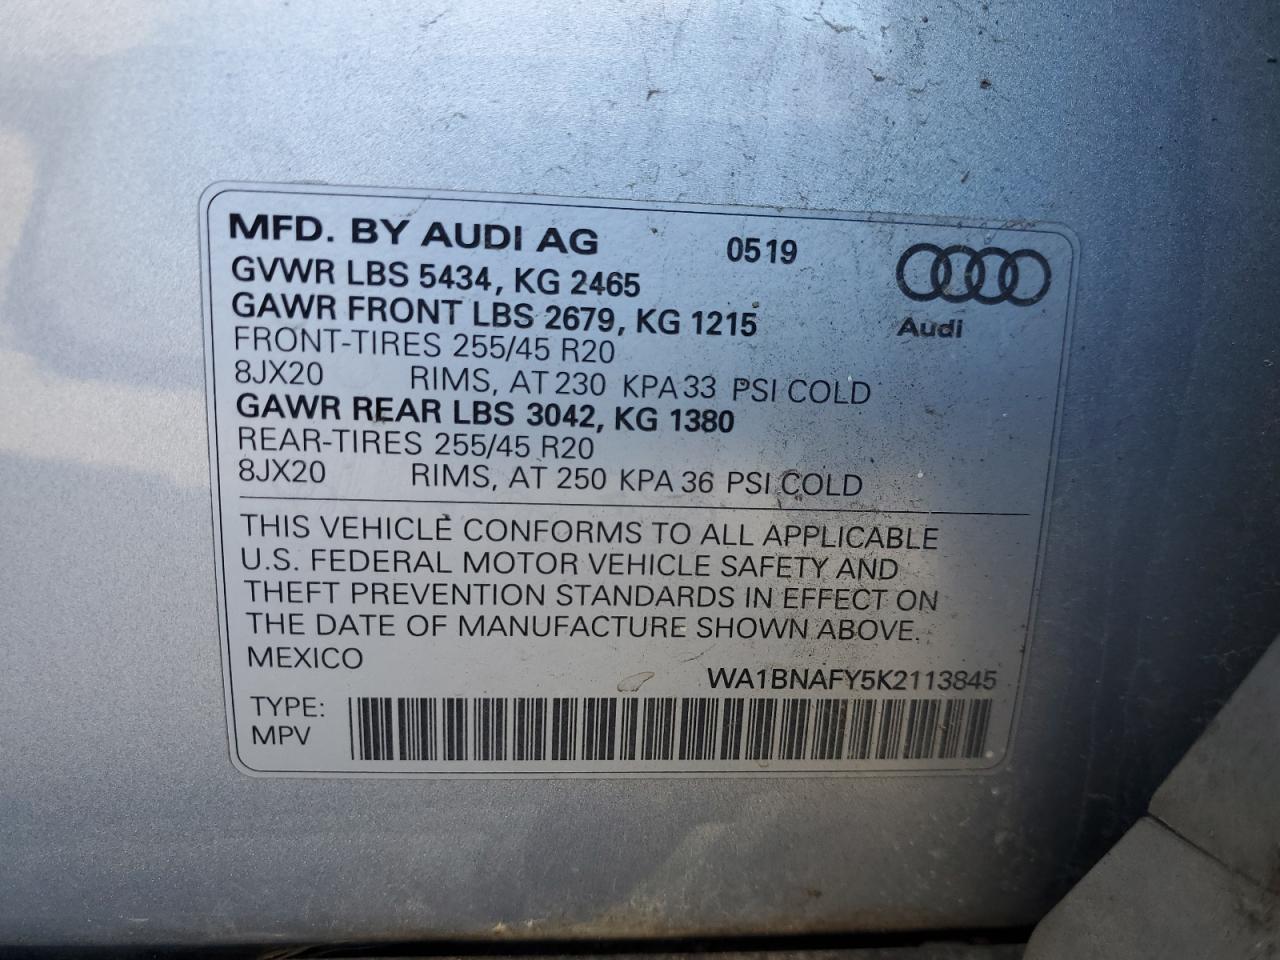 MFD. BY AUDI AG 0519
GVWR LBS 5434, KG 2465
GAWR FRONT LBS 2679, KG 1215
Audi
FRONT-TIRES 255/45 R20
8JX20 RIMS, AT 230 KPA 33 PSI COLD
GAWR REAR LBS 3042, KG 1380
REAR-TIRES 255/45 R20
8JX20 RIMS, AT 250 KPA 36 PSI COLD
THIS VEHICLE CONFORMS TO ALL APPLICABLE
U.S. FEDERAL MOTOR VEHICLE SAFETY AND
THEFT PREVENTION STANDARDS IN EFFECT ON
THE DATE OF MANUFACTURE SHOWN ABOVE.
MEXICO
WA1BNAFY5K2113845
TYPE:
MPV